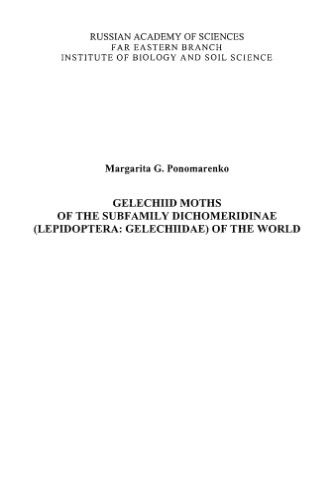 RUSSIAN ACADEMY OF SCIENCES
FAR EASTERN BRANCH
INSTITUTE OF BIOLOGY AND SOIL SCIENCE
Margarita G. Ponomarenko
GELECHIID MOTHS
OF THE SUBFAMILY DICHOMERIDINAE
(LEPIDOPTERA: GELECHIIDAE) OF THE WORLD